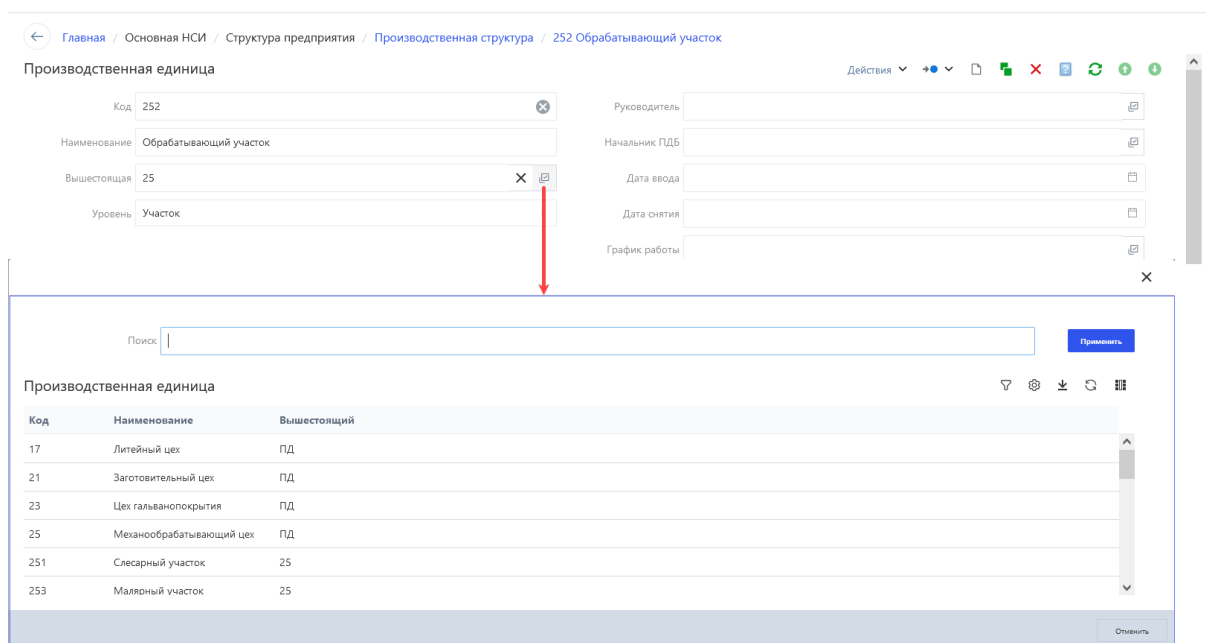 Главная / Основная НСИ / Структура предприятия / Производственная структура / 252 Обрабатывающий участок
Производственная единица
Действия
Код 252
Руководитель
Наименование Обрабатывающий участок
Начальник ПДБ
Вышестоящая 25
Дата ввода
Уровень Участок
Дата снятия
График работы
Поиск
Применить
Производственная единица
Код Наименование Вышестоящий
17 Литейный цех ПД
21 Заготовительный цех ПД
23 Цех гальванопокрытия ПД
25 Механообрабатывающий цех ПД
251 Слесарный участок 25
253 Малярный участок 25
Отменить